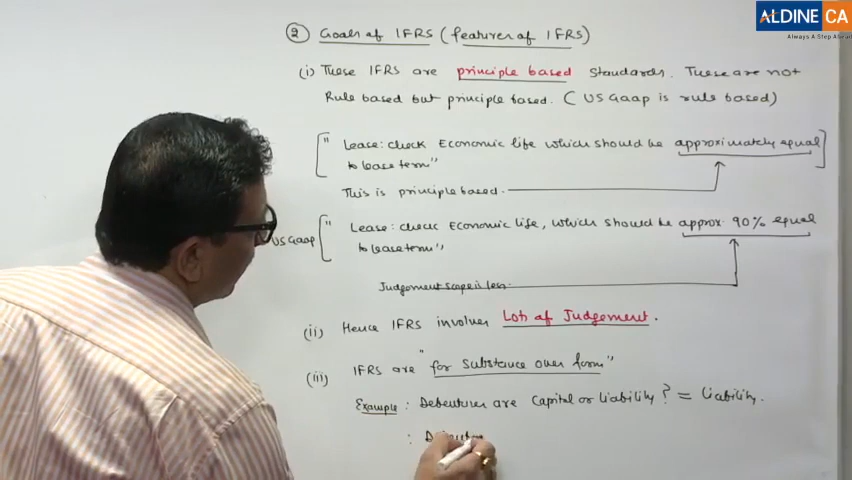 ALDINE CA
Always A Step Ahead
② Goals of IFRS (features of IFRS)
(i) These IFRS are principle based standards. These are not
Rule based but principle based. (US Gaap is rule based)
["Lease: check Economic life which should be approximately equal]
to lease term"
This is principle based.
US Gaap ["Lease: check Economic life, which should be approx. 90% equal
to lease term"
Judgement scope is less.
(ii) Hence IFRS involves Lots of Judgement.
(iii) IFRS are "for substance over form"
Example: Debentures are capital or liability? = Liability.
: